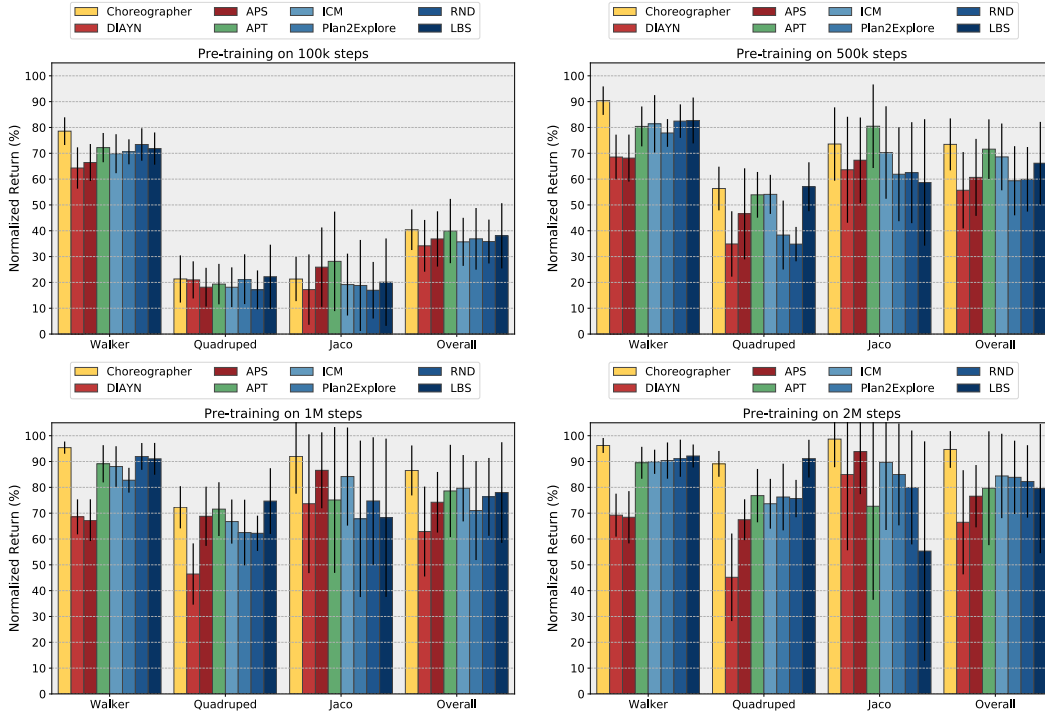 Choreographer APS ICM RND
DIAYN APT Plan2Explore LBS
Pre-training on 100k steps
Normalized Return (%)
100
90
80
70
60
50
40
30
20
10
0
Walker Quadruped Jaco Overall
Choreographer APS ICM RND
DIAYN APT Plan2Explore LBS
Pre-training on 500k steps
Normalized Return (%)
100
90
80
70
60
50
40
30
20
10
0
Walker Quadruped Jaco Overall
Choreographer APS ICM RND
DIAYN APT Plan2Explore LBS
Pre-training on 1M steps
Normalized Return (%)
100
90
80
70
60
50
40
30
20
10
0
Walker Quadruped Jaco Overall
Choreographer APS ICM RND
DIAYN APT Plan2Explore LBS
Pre-training on 2M steps
Normalized Return (%)
100
90
80
70
60
50
40
30
20
10
0
Walker Quadruped Jaco Overall